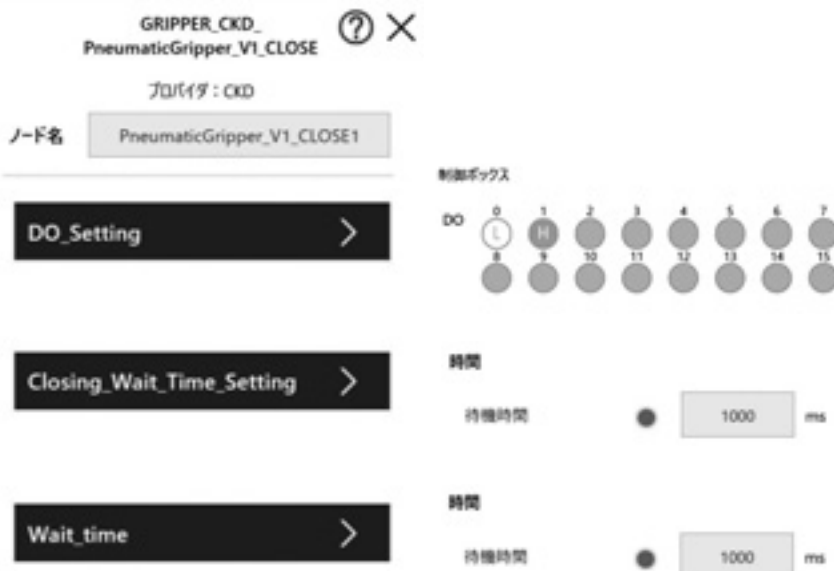 GRIPPER_CKD_
PneumaticGripper_V1_CLOSE
プロバイダ：CKD
ノード名
PneumaticGripper_V1_CLOSE1
DO_Setting
Closing_Wait_Time_Setting
Wait_time
制御ボックス
DO
0 1 2 3 4 5 6 7
L H
8 9 10 11 12 13 14 15
時間
待機時間 1000 ms
時間
待機時間 1000 ms